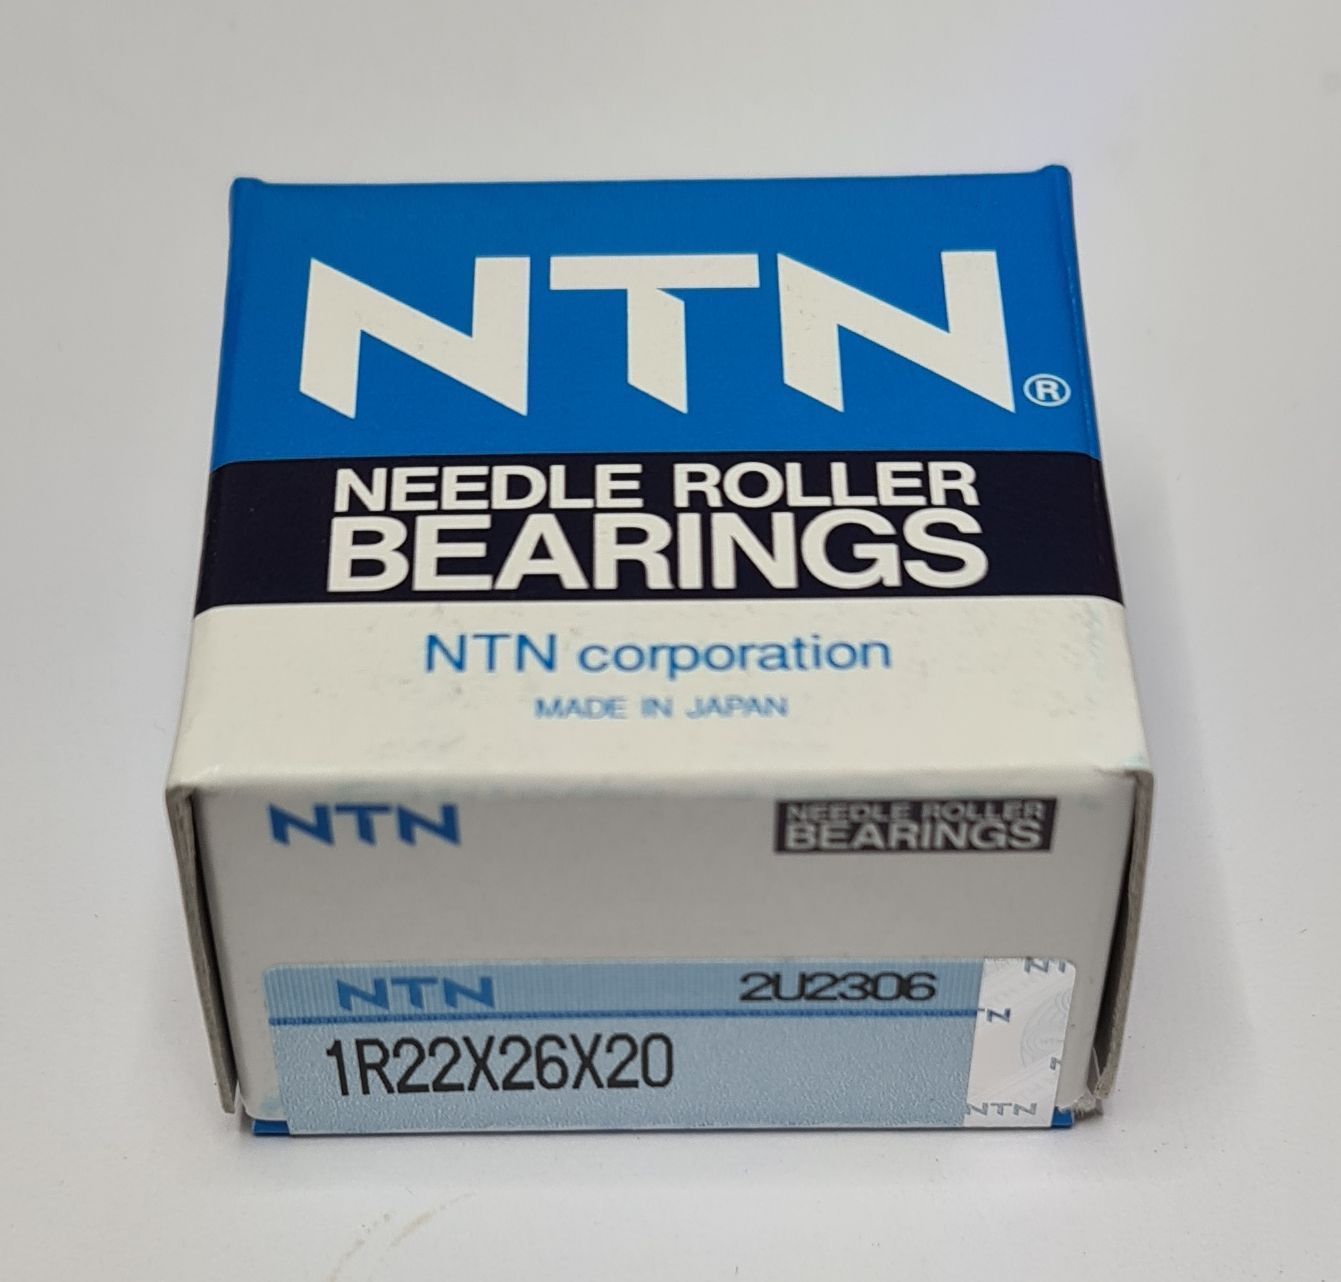 NTN®
NEEDLE ROLLER
BEARINGS
NTN corporation
MADE IN JAPAN
NTN
NEEDLE ROLLER
BEARINGS
NTN 2U2306
1R22X26X20
NTN